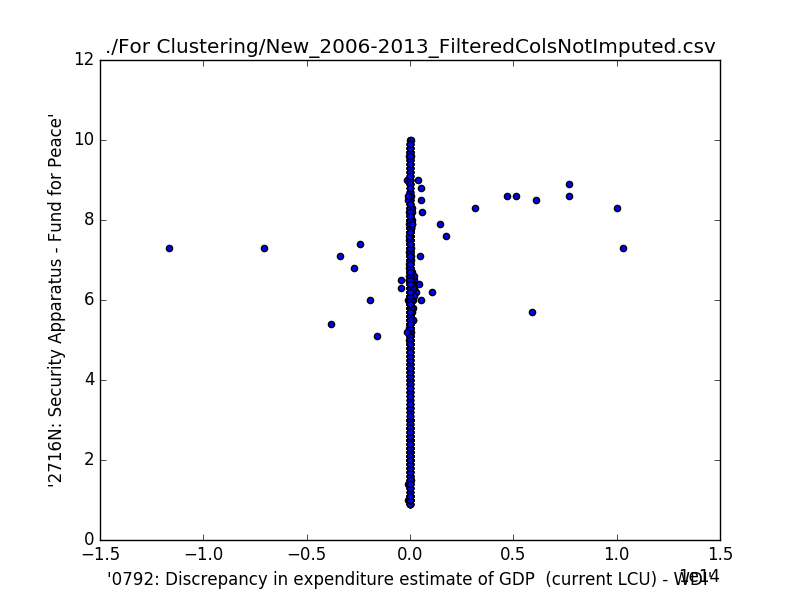 ./For Clustering/New_2006-2013_FilteredColsNotImputed.csv
12
10
8
6
4
2
0
'2716N: Security Apparatus - Fund for Peace'
−1.5 −1.0 −0.5 0.0 0.5 1.0 1.5
1e14
'0792: Discrepancy in expenditure estimate of GDP (current LCU) - WDI'